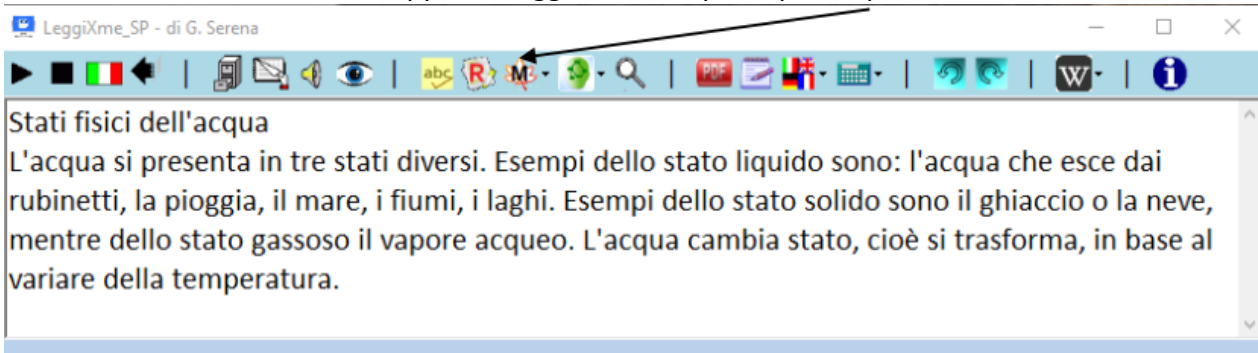 LeggiXme_SP - di G. Serena
abc R M PDF W i
Stati fisici dell'acqua
L'acqua si presenta in tre stati diversi. Esempi dello stato liquido sono: l'acqua che esce dai
rubinetti, la pioggia, il mare, i fiumi, i laghi. Esempi dello stato solido sono il ghiaccio o la neve,
mentre dello stato gassoso il vapore acqueo. L'acqua cambia stato, cioè si trasforma, in base al
variare della temperatura.